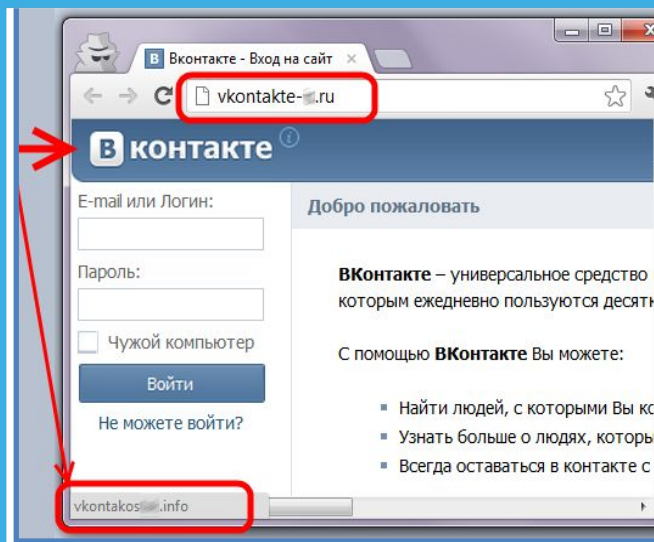 В Вконтакте - Вход на сайт
vkontakte- .ru
В контакте
E-mail или Логин:
Пароль:
Чужой компьютер
Войти
Не можете войти?
Добро пожаловать
ВКонтакте – универсальное средство
которым ежедневно пользуются десятк
С помощью ВКонтакте Вы можете:
Найти людей, с которыми Вы ко
Узнать больше о людях, которы
Всегда оставаться в контакте с
vkontakos .info